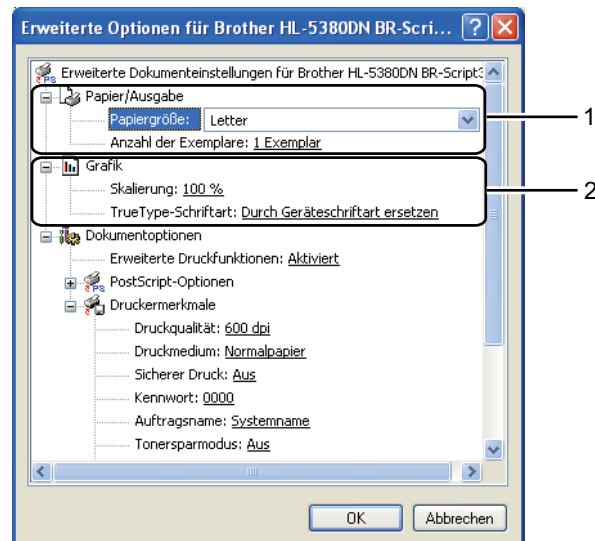 Erweiterte Optionen für Brother HL-5380DN BR-Scri...
Erweiterte Dokumenteinstellungen für Brother HL-5380DN BR-Script3
Papier/Ausgabe
Papiergröße: Letter
1
Anzahl der Exemplare: 1 Exemplar
Grafik
Skalierung: 100 %
2
TrueType-Schriftart: Durch Geräteschriftart ersetzen
Dokumentoptionen
Erweiterte Druckfunktionen: Aktiviert
PostScript-Optionen
Druckermerkmale
Druckqualität: 600 dpi
Druckmedium: Normalpapier
Sicherer Druck: Aus
Kennwort: 0000
Auftragsname: Systemname
Tonersparmodus: Aus
OK Abbrechen